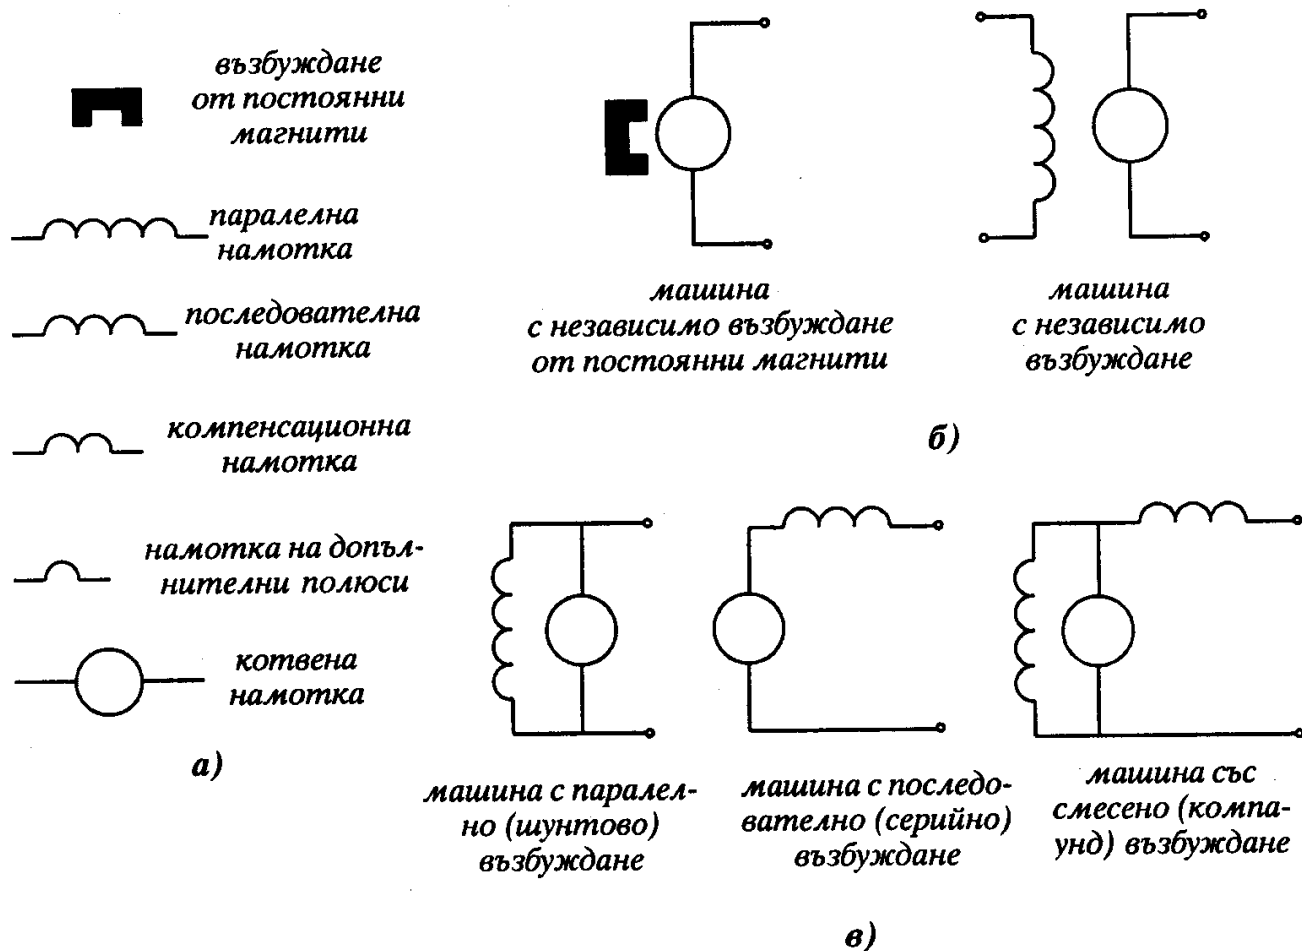 възбуждане
от постоянни
магнити
паралелна
намотка
последователна
намотка
компенсационна
намотка
намотка на допъл-
нителни полюси
котвена
намотка
а)
машина
с независимо възбуждане
от постоянни магнити
машина
с независимо
възбуждане
б)
машина с паралел-
но (шунтово)
възбуждане
машина с последо-
вателно (серийно)
възбуждане
машина със
смесено (компа-
унд) възбуждане
в)